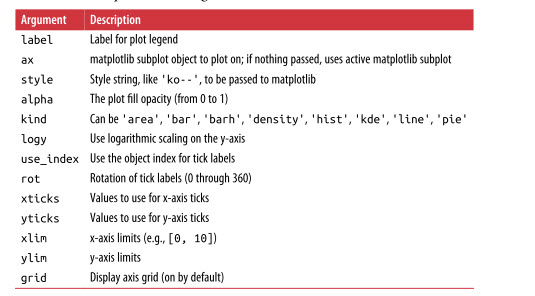 Argument Description
label Label for plot legend
ax matplotlib subplot object to plot on; if nothing passed, uses active matplotlib subplot
style Style string, like 'ko--', to be passed to matplotlib
alpha The plot fill opacity (from 0 to 1)
kind Can be 'area', 'bar', 'barh', 'density', 'hist', 'kde', 'line', 'pie'
logy Use logarithmic scaling on the y-axis
use_index Use the object index for tick labels
rot Rotation of tick labels (0 through 360)
xticks Values to use for x-axis ticks
yticks Values to use for y-axis ticks
xlim x-axis limits (e.g., [0, 10])
ylim y-axis limits
grid Display axis grid (on by default)